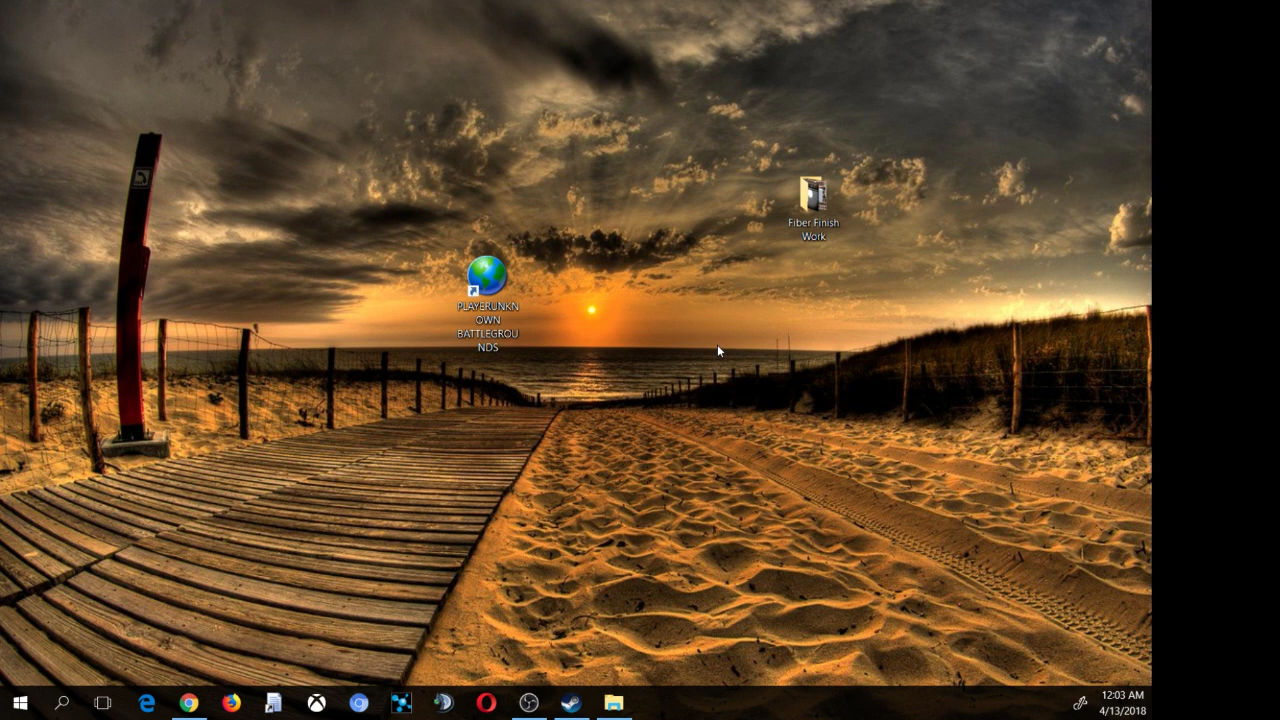 Fiber Finish
Work
PLAYERUNKN
OWN
BATTLEGROU
NDS
12:03 AM
4/13/2018